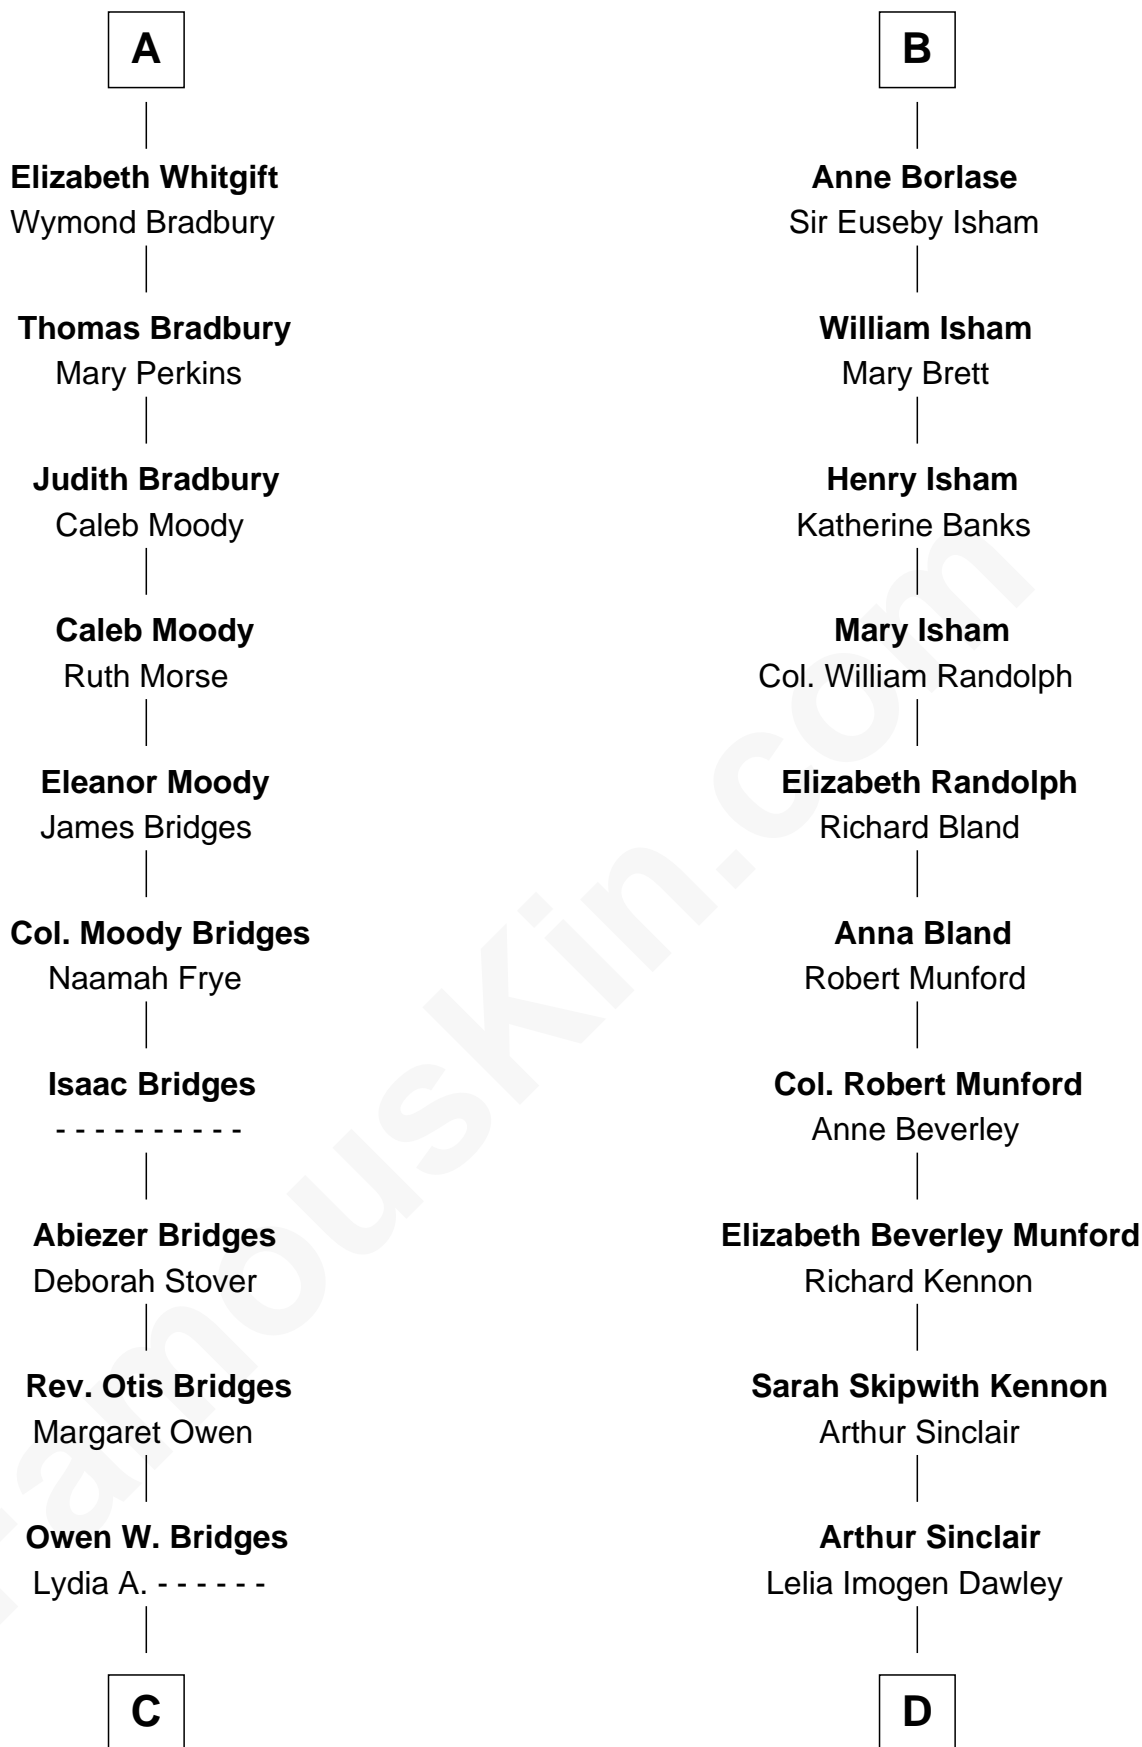 A
Elizabeth Whitgift
Wymond Bradbury
Thomas Bradbury
Mary Perkins
Judith Bradbury
Caleb Moody
Caleb Moody
Ruth Morse
Eleanor Moody
James Bridges
Col. Moody Bridges
Naamah Frye
Isaac Bridges
- - - - - - - - - -
Abiezer Bridges
Deborah Stover
Rev. Otis Bridges
Margaret Owen
Owen W. Bridges
Lydia A. - - - - - -
C
B
Anne Borlase
Sir Euseby Isham
William Isham
Mary Brett
Henry Isham
Katherine Banks
Mary Isham
Col. William Randolph
Elizabeth Randolph
Richard Bland
Anna Bland
Robert Munford
Col. Robert Munford
Anne Beverley
Elizabeth Beverley Munford
Richard Kennon
Sarah Skipwith Kennon
Arthur Sinclair
Arthur Sinclair
Lelia Imogen Dawley
D
FamousKin.com